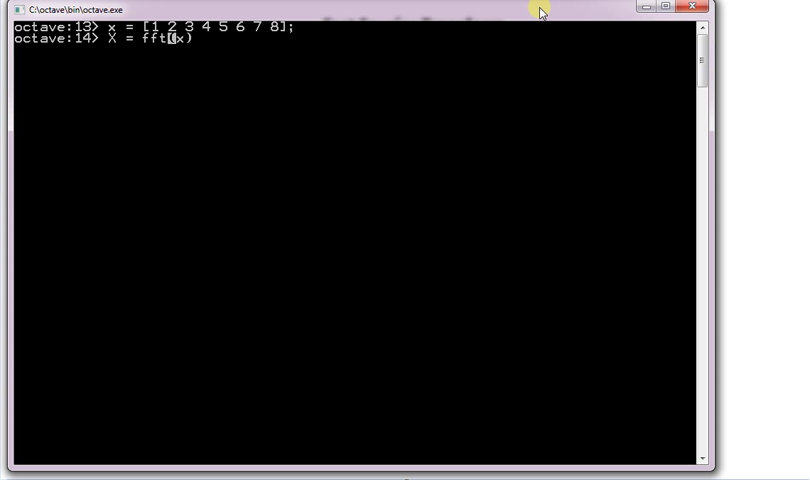 C:\octave\bin\octave.exe
octave:13> x = [1 2 3 4 5 6 7 8];
octave:14> X = fft(x)